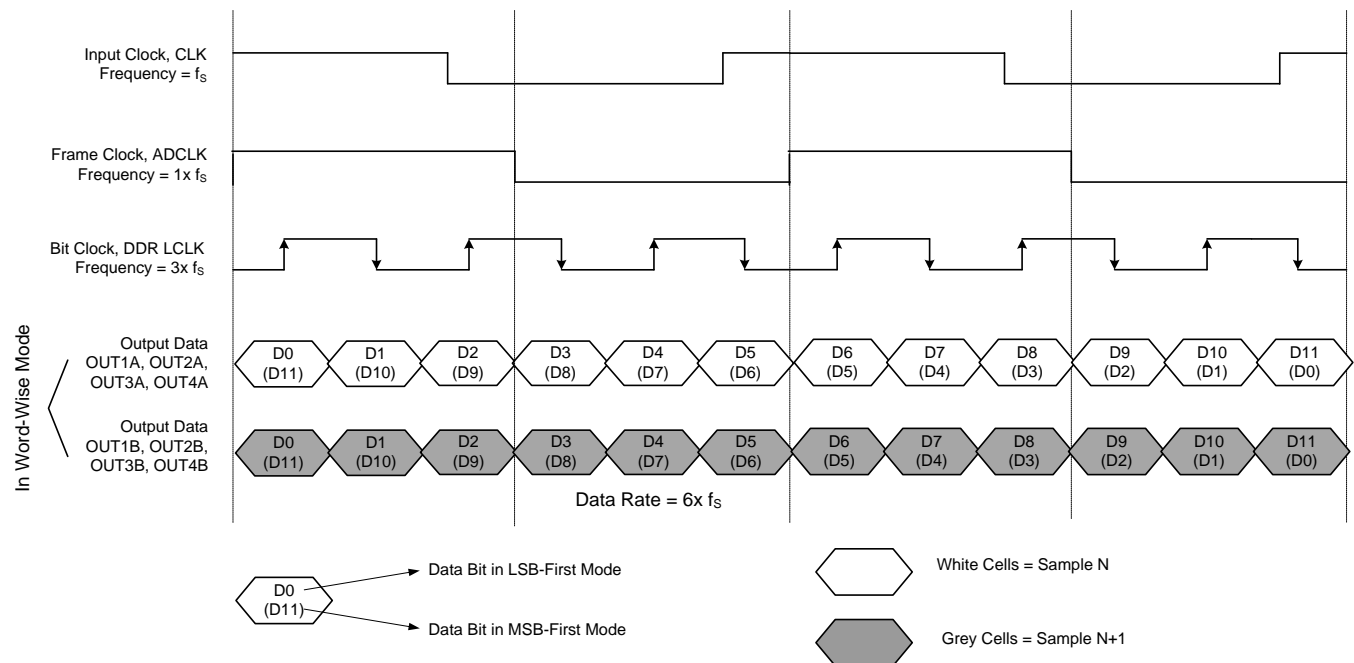 Input Clock, CLK
Frequency = fS
Frame Clock, ADCLK
Frequency = 1x fS
Bit Clock, DDR LCLK
Frequency = 3x fS
In Word-Wise Mode
Output Data
OUT1A, OUT2A,
OUT3A, OUT4A
D0 D1 D2 D3 D4 D5 D6 D7 D8 D9 D10 D11
(D11) (D10) (D9) (D8) (D7) (D6) (D5) (D4) (D3) (D2) (D1) (D0)
Output Data
OUT1B, OUT2B,
OUT3B, OUT4B
D0 D1 D2 D3 D4 D5 D6 D7 D8 D9 D10 D11
(D11) (D10) (D9) (D8) (D7) (D6) (D5) (D4) (D3) (D2) (D1) (D0)
Data Rate = 6x fS
D0
(D11)
Data Bit in LSB-First Mode
Data Bit in MSB-First Mode
White Cells = Sample N
Grey Cells = Sample N+1